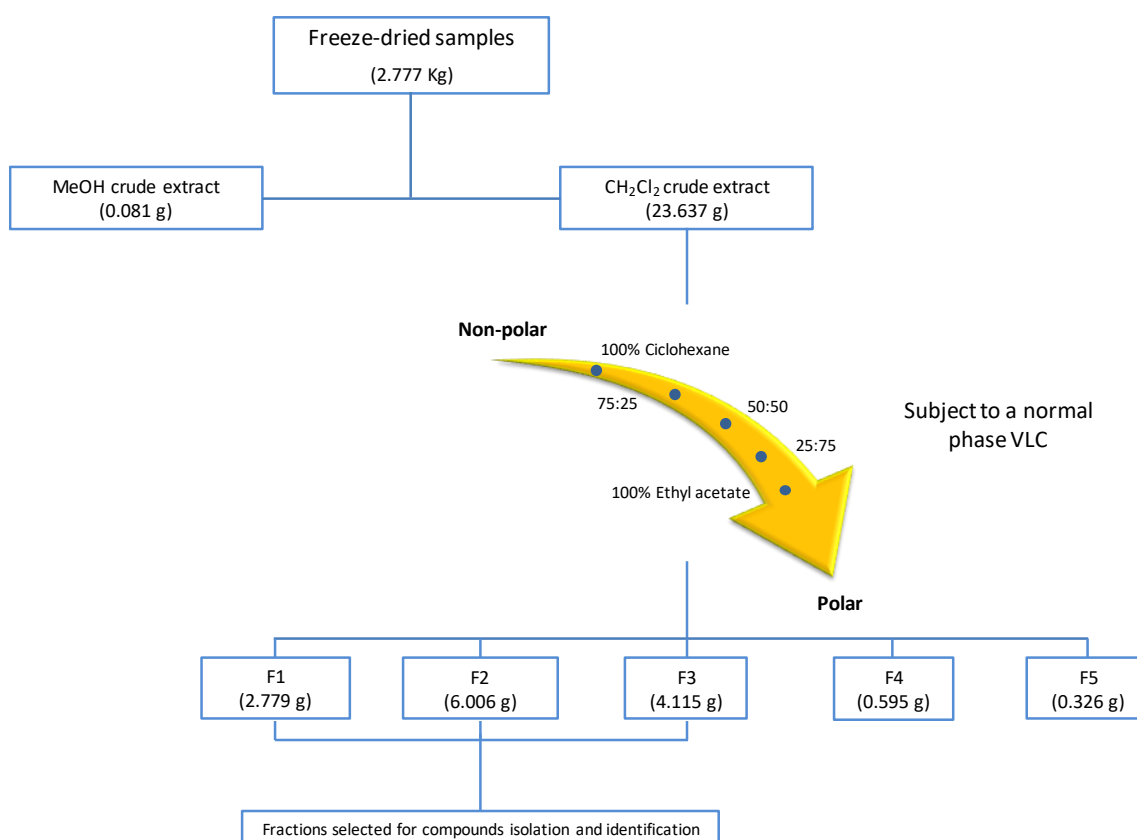 Freeze-dried samples
(2.777 Kg)
MeOH crude extract
(0.081 g)
CH₂Cl₂ crude extract
(23.637 g)
Non-polar
100% Ciclohexane
75:25
50:50
25:75
100% Ethyl acetate
Subject to a normal
phase VLC
Polar
F1
(2.779 g)
F2
(6.006 g)
F3
(4.115 g)
F4
(0.595 g)
F5
(0.326 g)
Fractions selected for compounds isolation and identification